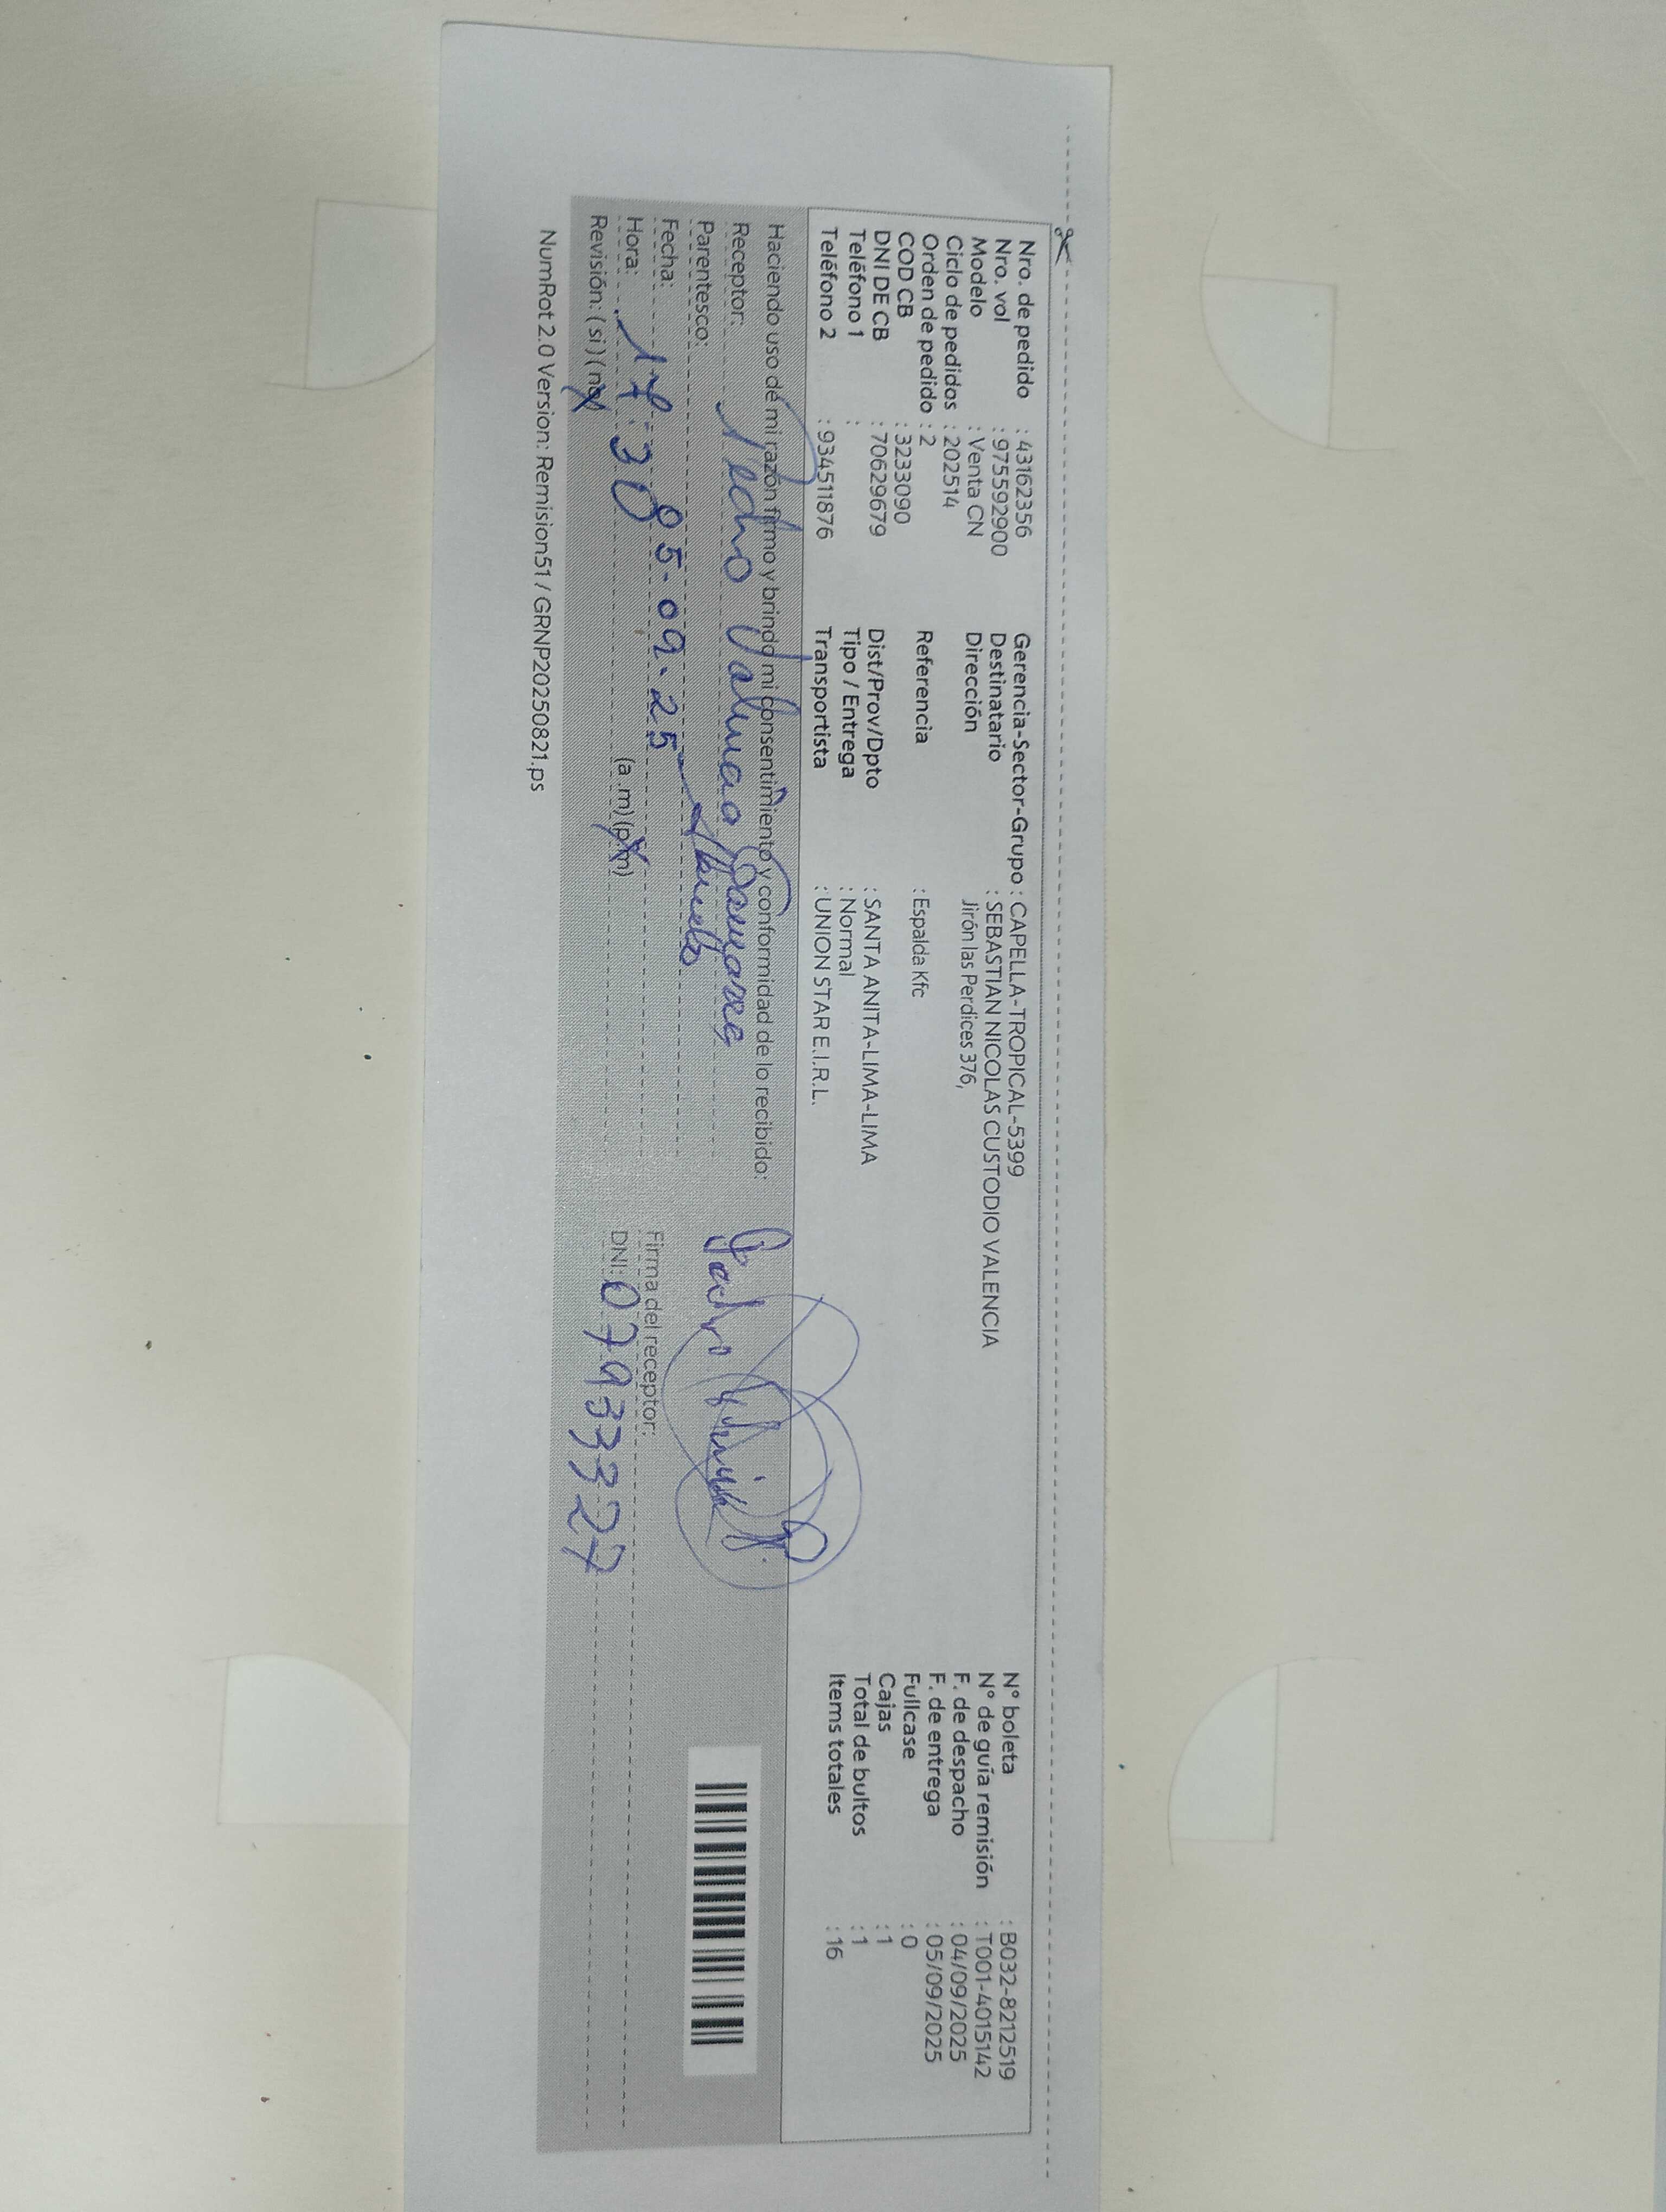 Nro. de pedido : 43162356
Nro. vol : 975592900
Modelo : Venta CN
Ciclo de pedidos : 202514
Orden de pedido : 2
COD CB : 3233090
DNI DE CB : 70629679
Teléfono 1 :
Teléfono 2 : 934511876
Gerencia-Sector-Grupo : CAPELLA-TROPICAL-5399
Destinatario : SEBASTIAN NICOLAS CUSTODIO VALENCIA
Dirección Jirón las Perdices 376,
Referencia : Espalda Kfc
Dist/Prov/Dpto : SANTA ANITA-LIMA-LIMA
Tipo / Entrega : Normal
Transportista : UNION STAR E.I.R.L.
N° boleta : B032-8212519
N° de guía remisión : T001-4015142
F. de despacho : 04/09/2025
F. de entrega : 05/09/2025
Fullcase : 0
Cajas : 1
Total de bultos : 1
Items totales : 16
Haciendo uso de mi razón firmo y brindo mi consentimiento y conformidad de lo recibido:
Receptor: Pedro
Parentesco: Abuelo
Fecha: 05-09-25
Hora: 17:30 (a.m) (p.m)
Revisión: (si) (no)
Pedro
Firma del receptor:
DNI: 07933327
NumRot 2.0 Version: Remision51 / GRNP20250821.ps